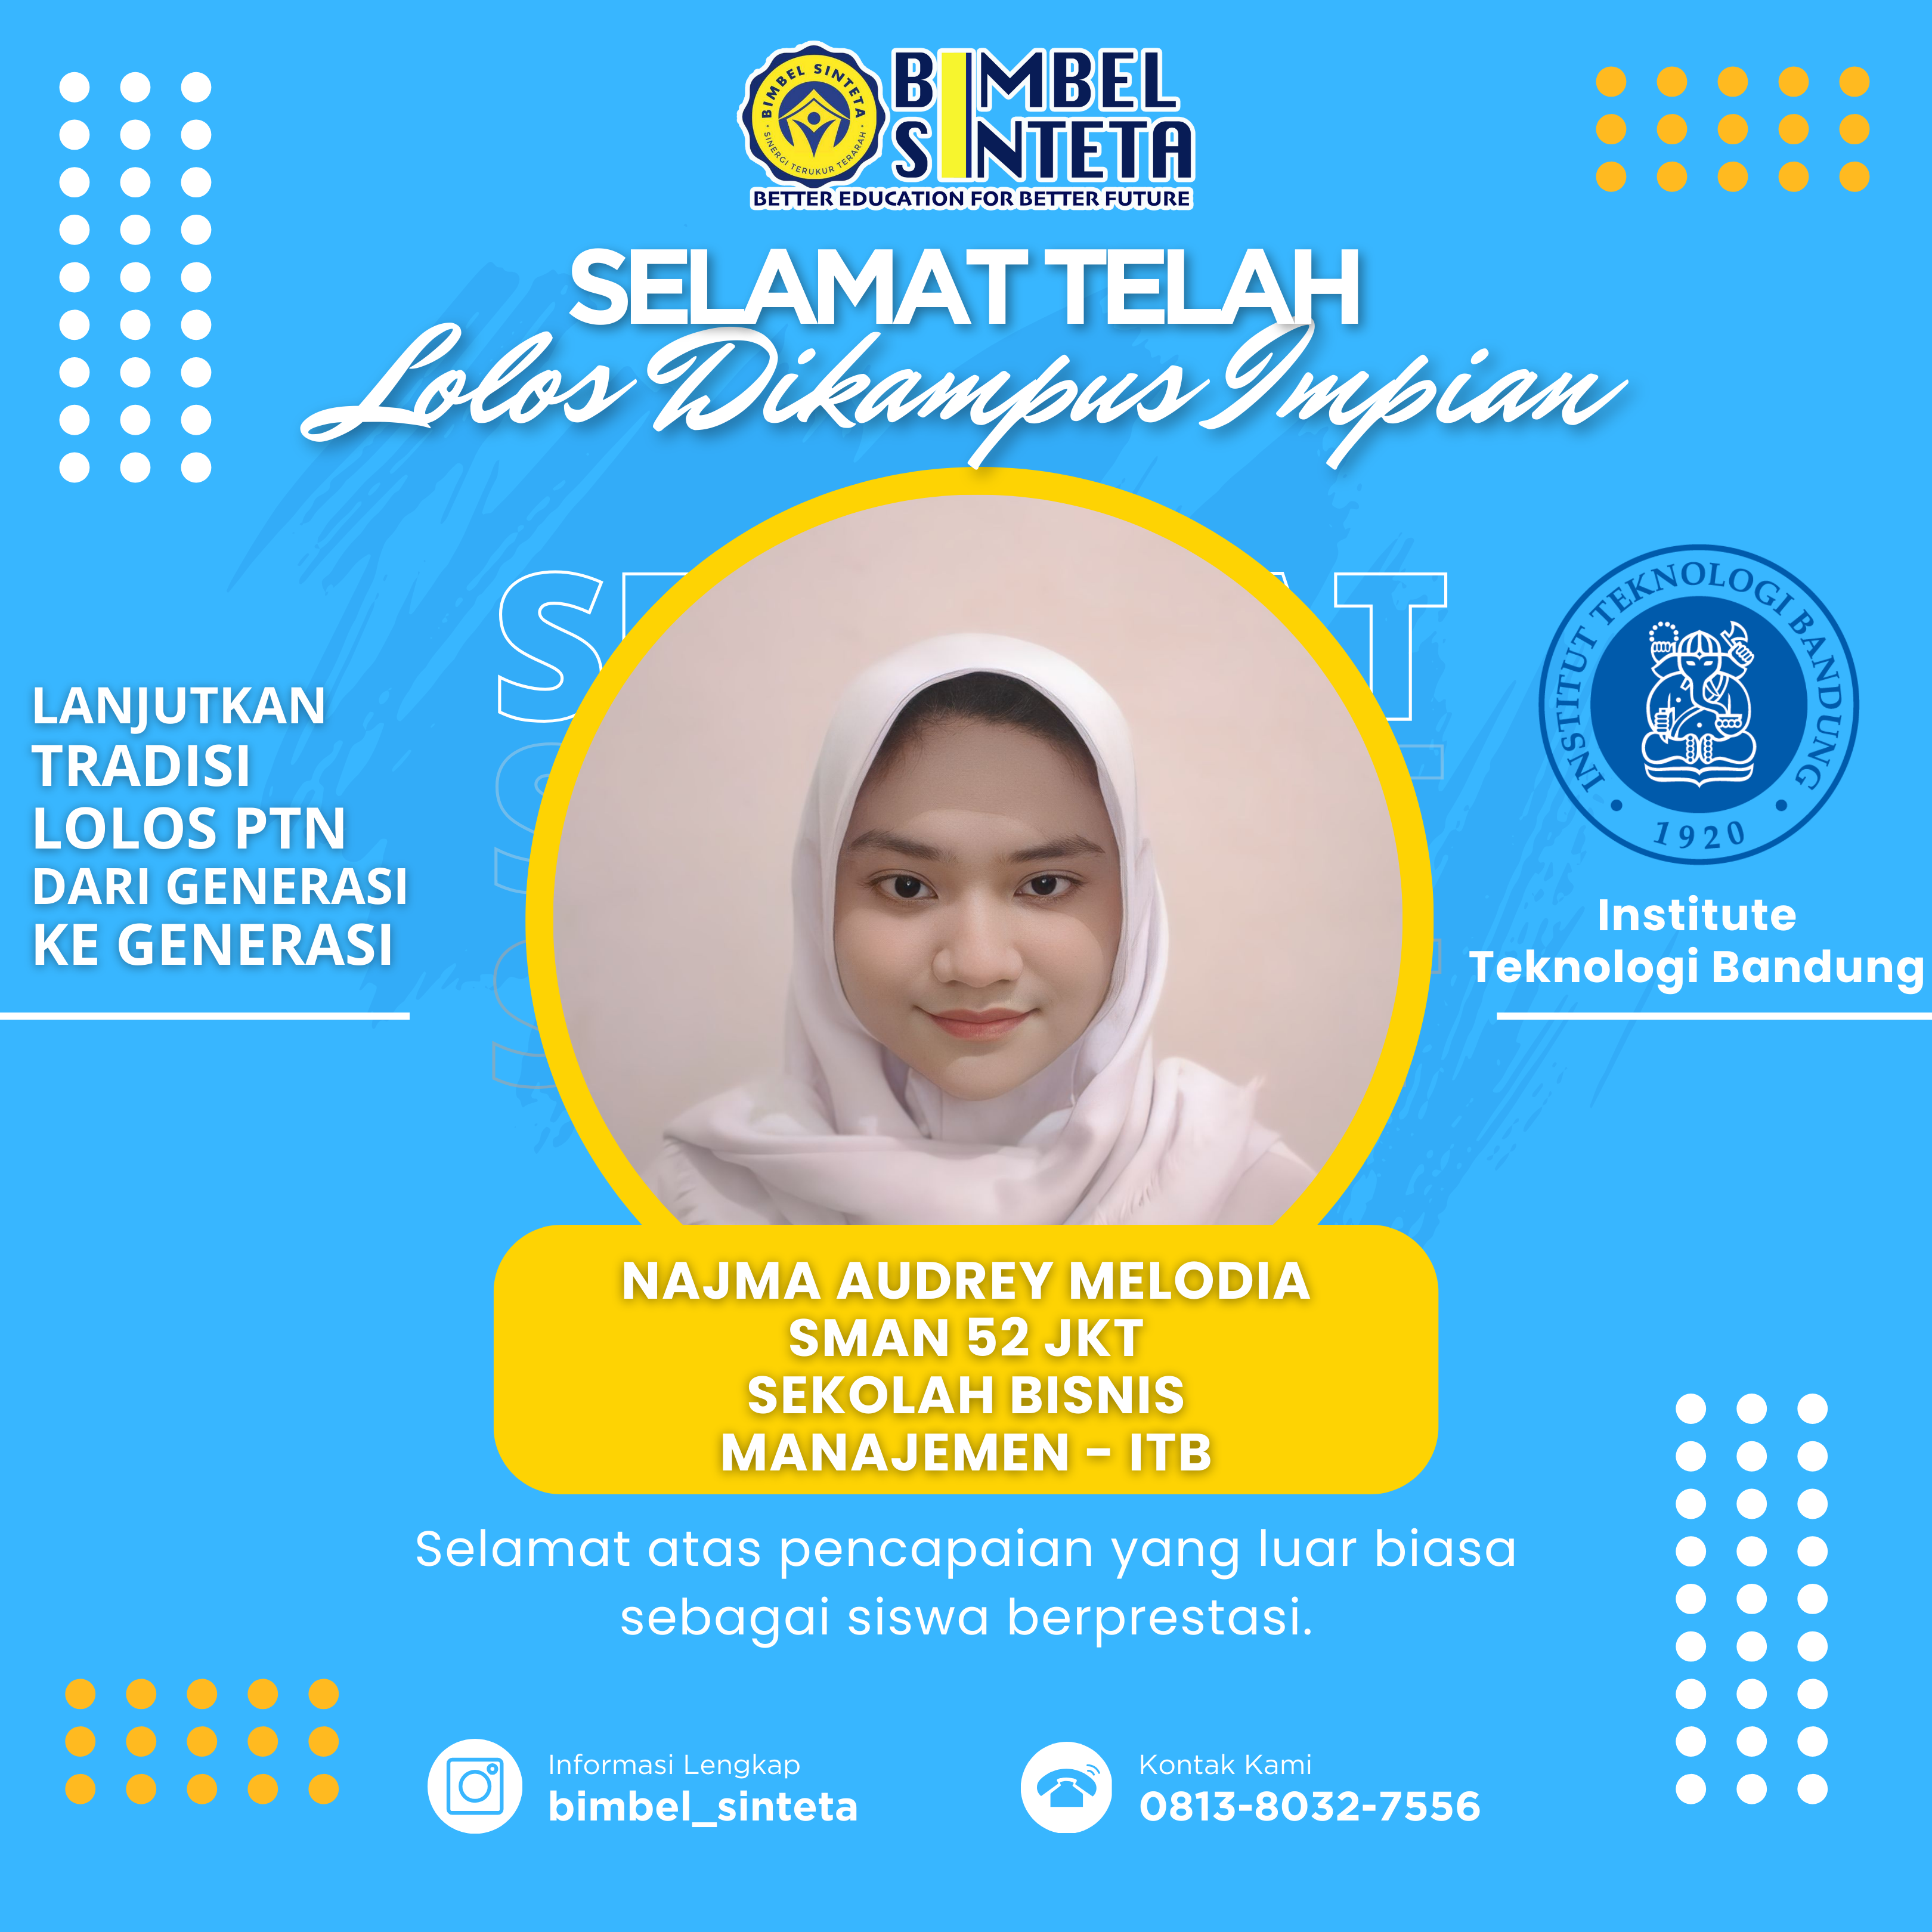 BIMBEL SINTETA
SINERGI TERUKUR TERARAH
BIMBEL
SINTETA
BETTER EDUCATION FOR BETTER FUTURE
SELAMAT TELAH
Lolos Dikampus Impian
LANJUTKAN
TRADISI
LOLOS PTN
DARI GENERASI
KE GENERASI
INSTITUT TEKNOLOGI BANDUNG
1920
Institute
Teknologi Bandung
NAJMA AUDREY MELODIA
SMAN 52 JKT
SEKOLAH BISNIS
MANAJEMEN - ITB
Selamat atas pencapaian yang luar biasa
sebagai siswa berprestasi.
Informasi Lengkap
bimbel_sinteta
Kontak Kami
0813-8032-7556